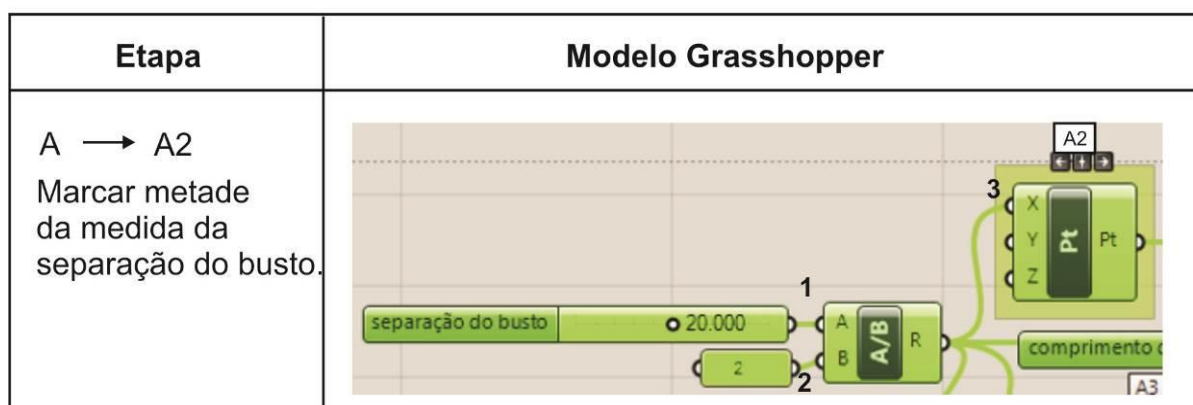 Etapa
Modelo Grasshopper
A → A2
Marcar metade
da medida da
separação do busto.
A2
3
X
Y
Z
Pt
Pt
1
separação do busto
20.000
A
B
A/B
R
2
2
comprimento
A3